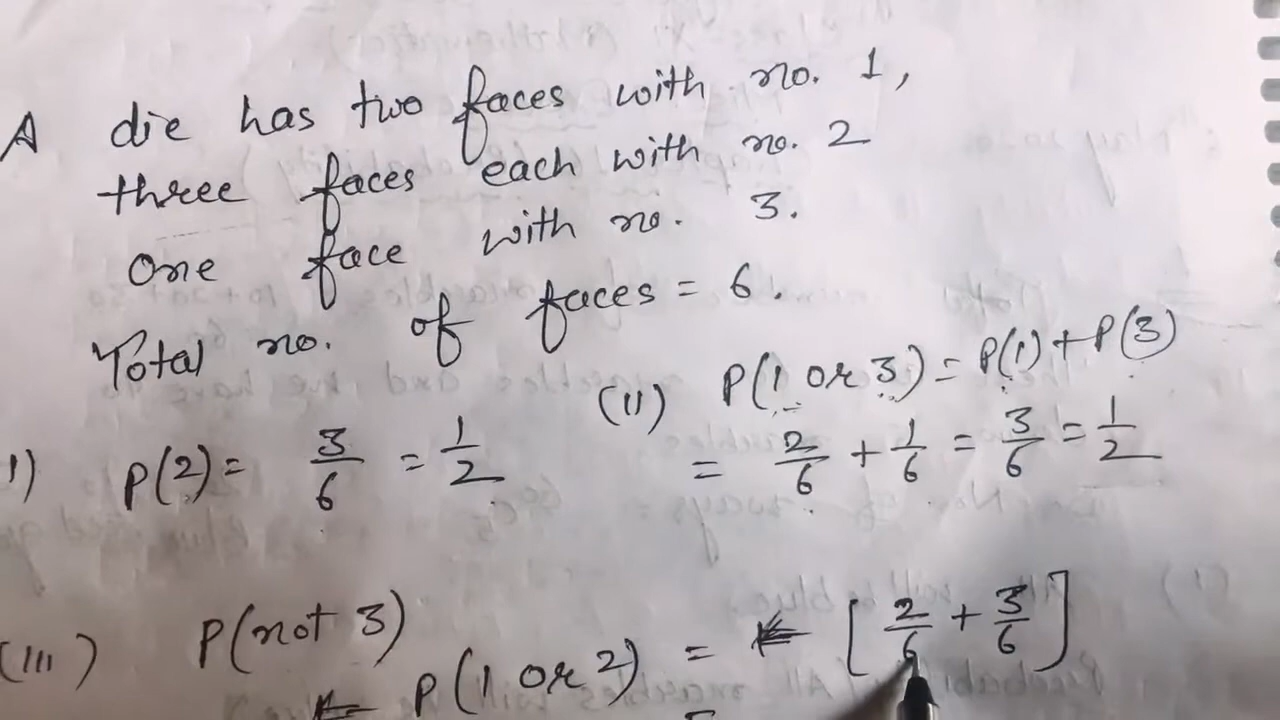 A die has two faces with no. 1,
three faces each with no. 2
One face with no. 3.
Total no. of faces = 6.
1) P(2) = 3/6 = 1/2
(II) P(1 or 3) = P(1) + P(3)
= 2/6 + 1/6 = 3/6 = 1/2
(III) P(not 3)
P(1 or 2) = [2/6 + 3/6]